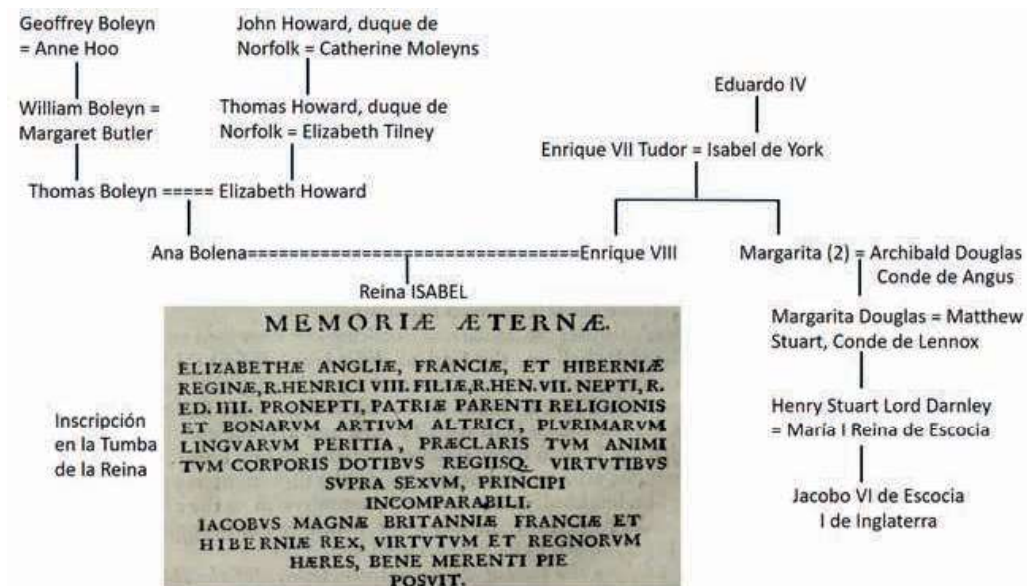 Geoffrey Boleyn
= Anne Hoo
John Howard, duque de
Norfolk = Catherine Moleyns
Eduardo IV
William Boleyn =
Margaret Butler
Thomas Howard, duque de
Norfolk = Elizabeth Tilney
Enrique VII Tudor = Isabel de York
Thomas Boleyn ===== Elizabeth Howard
Ana Bolena===============================Enrique VIII
Margarita (2) = Archibald Douglas
Conde de Angus
Reina ISABEL
Margarita Douglas = Matthew
Stuart, Conde de Lennox
Henry Stuart Lord Darnley
= María I Reina de Escocia
Jacobo VI de Escocia
I de Inglaterra
Inscripción
en la Tumba
de la Reina
MEMORIÆ ÆTERNÆ.
ELIZABETHÆ ANGLIÆ, FRANCIÆ, ET HIBERNIÆ
REGINÆ,R.HENRICI VIII. FILIÆ,R.HEN.VII. NEPTI, R.
ED. IIII. PRONEPTI, PATRIÆ PARENTI RELIGIONIS
ET BONARVM ARTIVM ALTRICI, PLVRIMARVM
LINGVARVM PERITIA, PRÆCLARIS TVM ANIMI
TVM CORPORIS DOTIBVS REGIISQ. VIRTVTIBVS
SVPRA SEXVM, PRINCIPI
INCOMPARABILI.
IACOBVS MAGNÆ BRITANNIÆ FRANCIÆ ET
HIBERNIÆ REX, VIRTVTVM ET REGNORVM
HÆRES, BENE MERENTI PIE
POSVIT.